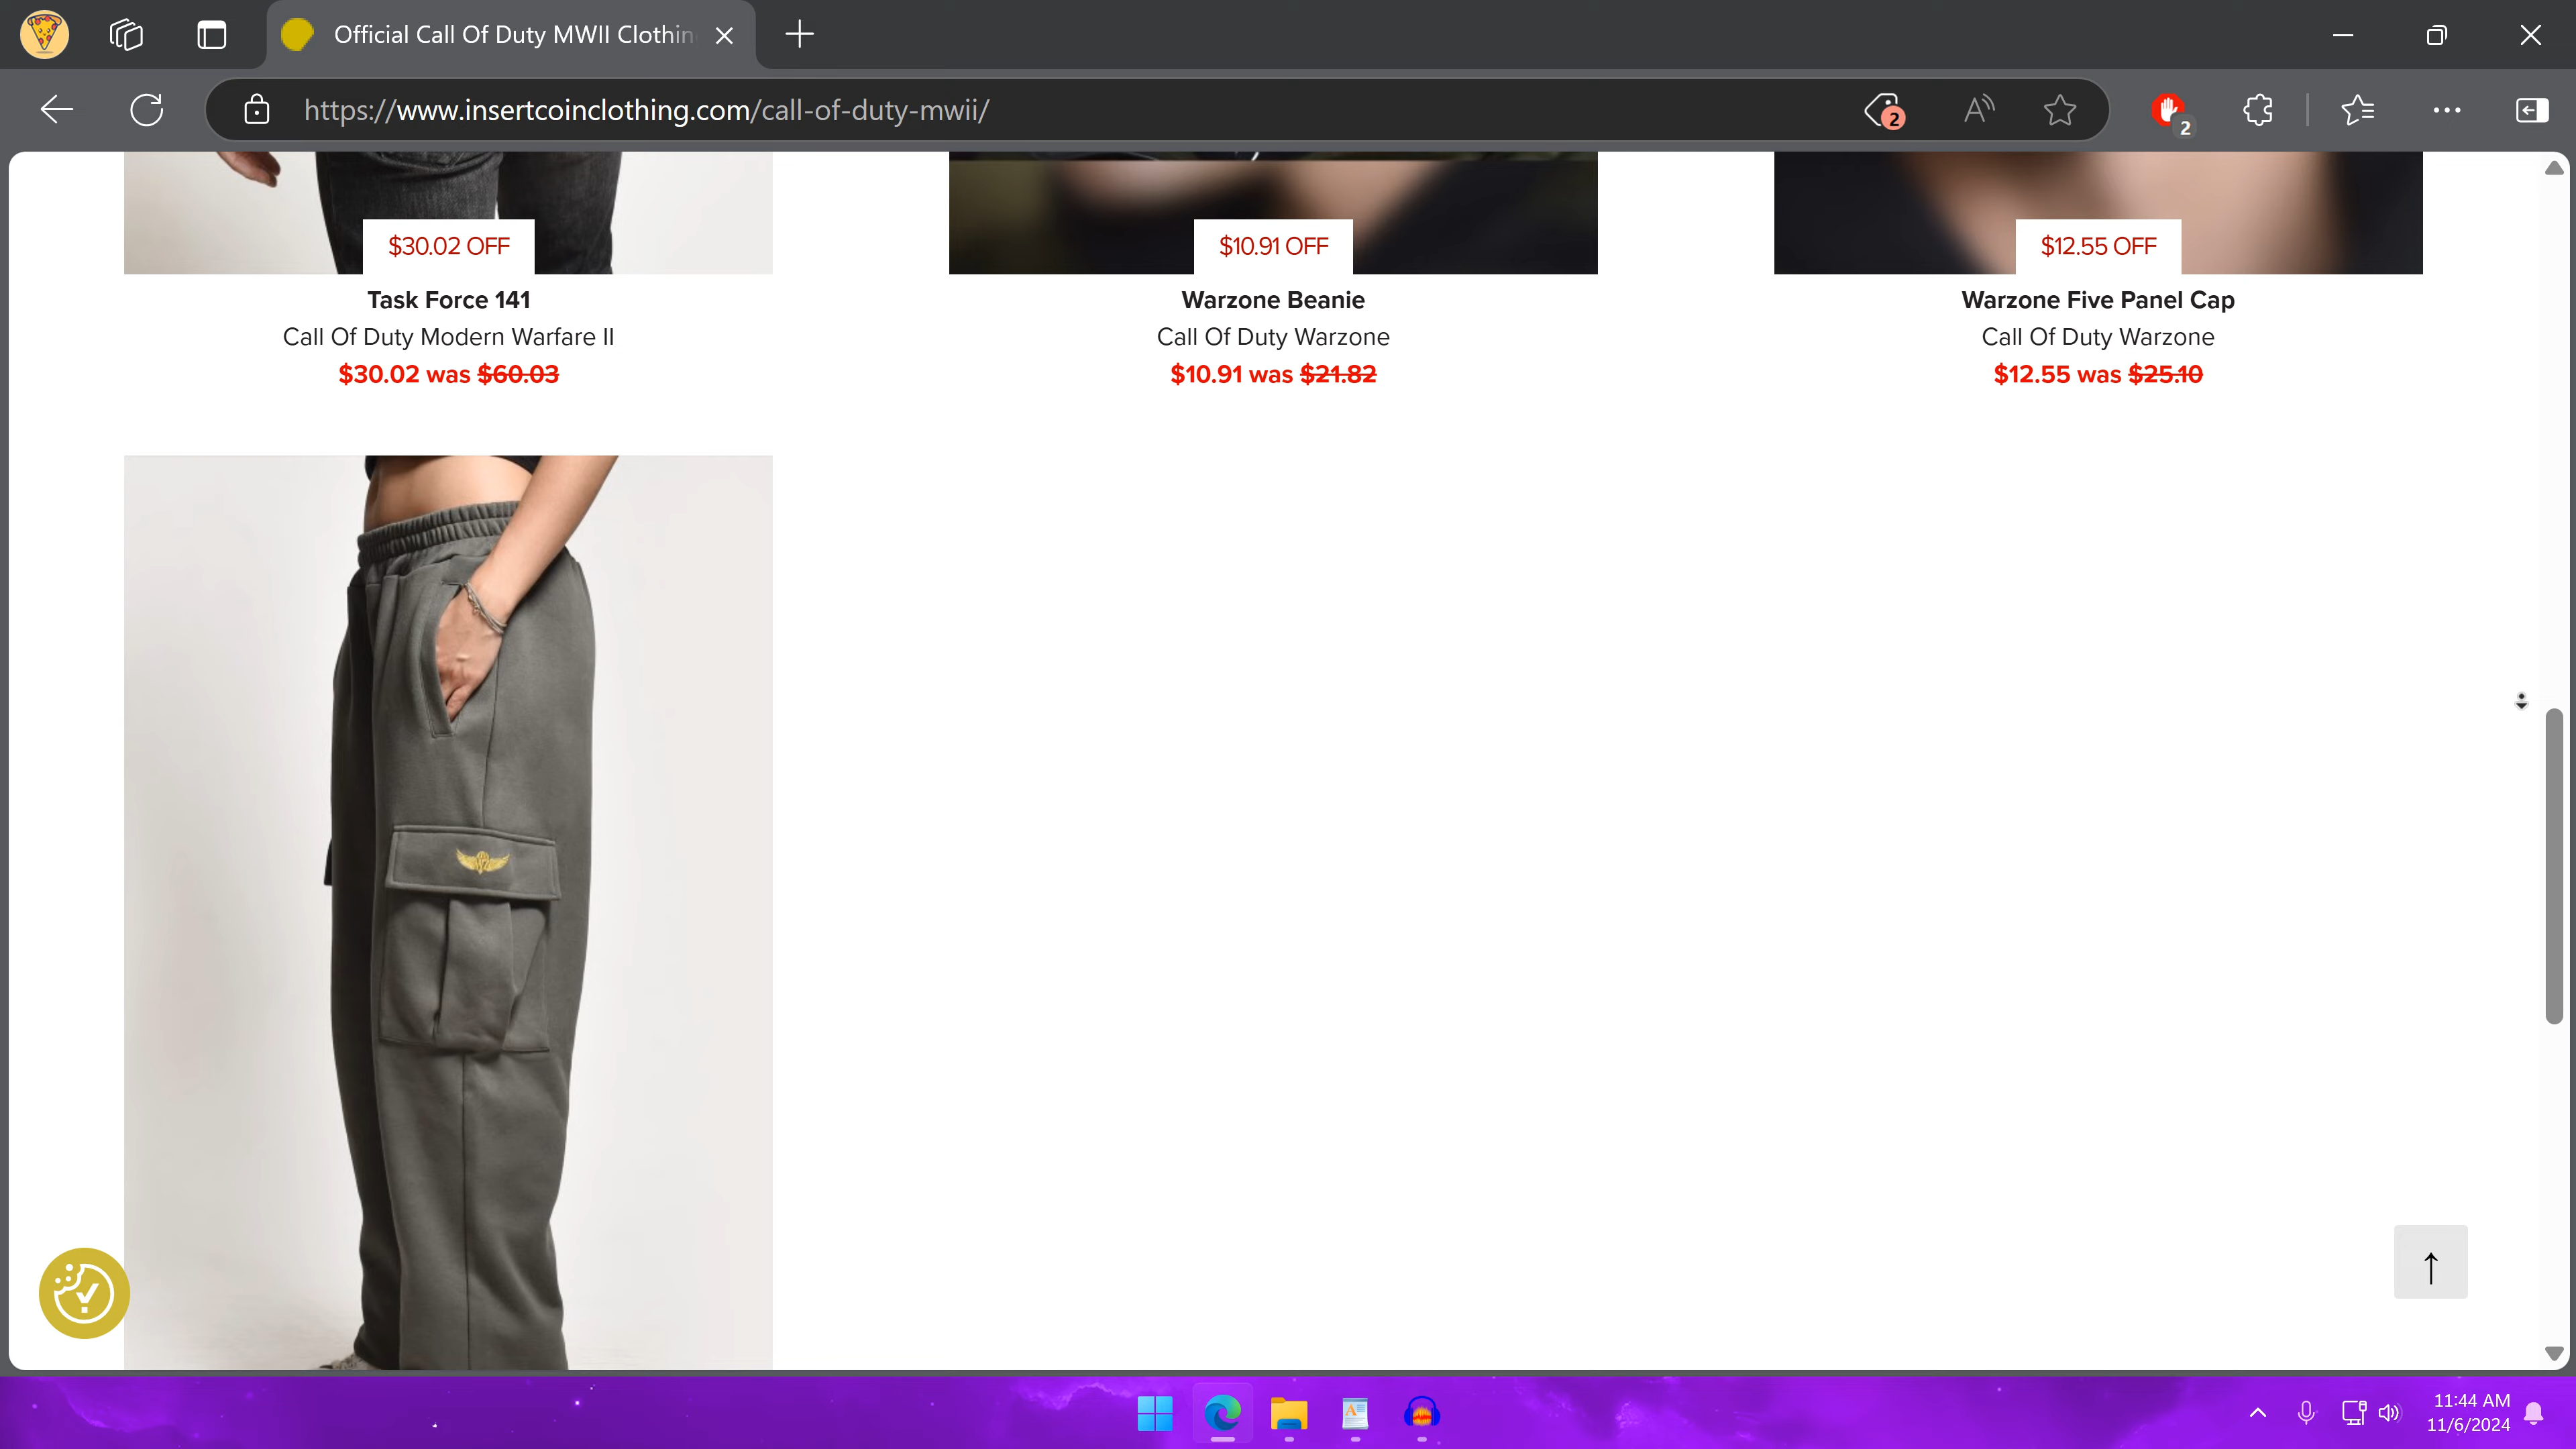 Official Call Of Duty MWII Clothin
https://www.insertcoinclothing.com/call-of-duty-mwii/
2
A
2
$30.02 OFF
$10.91 OFF
$12.55 OFF
Task Force 141
Call Of Duty Modern Warfare II
$30.02 was $60.03
Warzone Beanie
Call Of Duty Warzone
$10.91 was $21.82
Warzone Five Panel Cap
Call Of Duty Warzone
$12.55 was $25.10
11:44 AM
11/6/2024